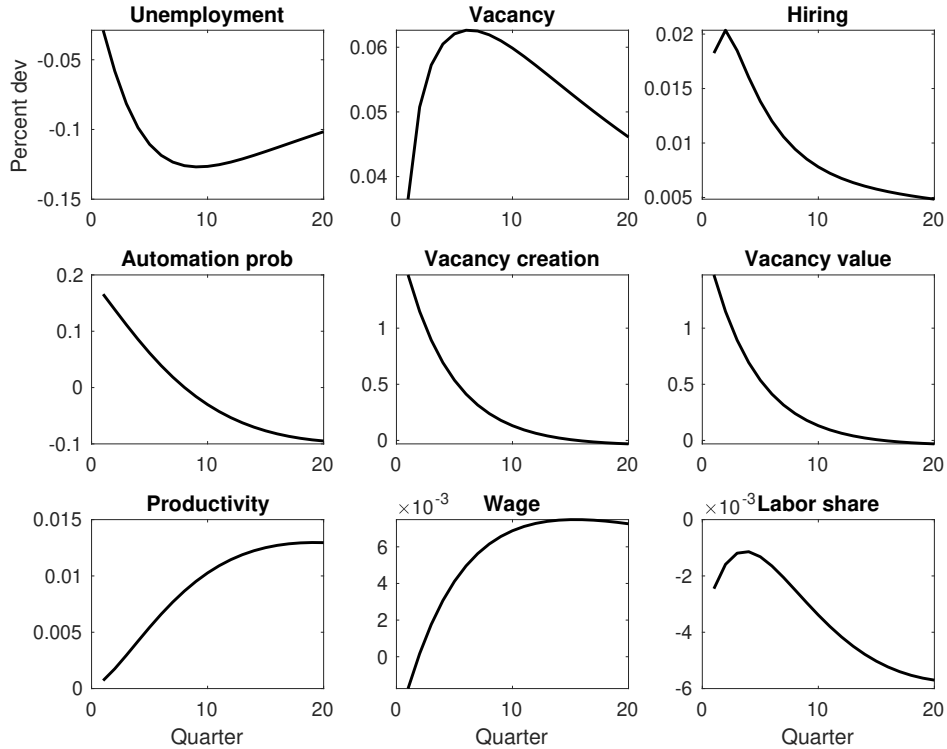 Unemployment
Vacancy
Hiring
Percent dev
-0.05
-0.1
-0.15
0 10 20
0.06
0.05
0.04
0 10 20
0.02
0.015
0.01
0.005
0 10 20
Automation prob
Vacancy creation
Vacancy value
0.2
0.1
0
-0.1
0 10 20
1
0.5
0
0 10 20
1
0.5
0
0 10 20
Productivity
×10⁻³ Wage
×10⁻³ Labor share
0.015
0.01
0.005
0
0 10 20
Quarter
6
4
2
0
0 10 20
Quarter
0
-2
-4
-6
0 10 20
Quarter